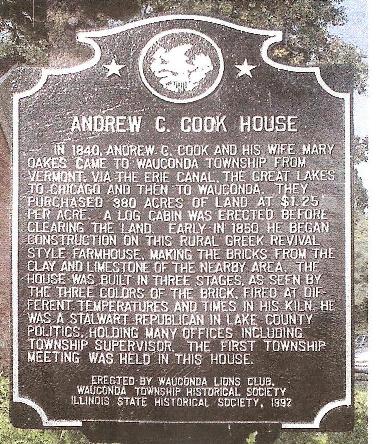 ANDREW C. COOK HOUSE
IN 1840, ANDREW C. COOK AND HIS WIFE MARY
OAKES CAME TO WAUCONDA TOWNSHIP FROM
VERMONT, VIA THE ERIE CANAL, THE GREAT LAKES
TO CHICAGO AND THEN TO WAUCONDA. THEY
PURCHASED 380 ACRES OF LAND AT $1.25
PER ACRE. A LOG CABIN WAS ERECTED BEFORE
CLEARING THE LAND. EARLY IN 1850 HE BEGAN
CONSTRUCTION ON THIS RURAL GREEK REVIVAL
STYLE FARMHOUSE, MAKING THE BRICKS FROM THE
CLAY AND LIMESTONE OF THE NEARBY AREA. THE
HOUSE WAS BUILT IN THREE STAGES, AS SEEN BY
THE THREE COLORS OF THE BRICK, FIRED AT DIF-
FERENT TEMPERATURES AND TIMES IN HIS KILN. HE
WAS A STALWART REPUBLICAN IN LAKE COUNTY
POLITICS, HOLDING MANY OFFICES INCLUDING
TOWNSHIP SUPERVISOR. THE FIRST TOWNSHIP
MEETING WAS HELD IN THIS HOUSE.
ERECTED BY WAUCONDA LIONS CLUB,
WAUCONDA TOWNSHIP HISTORICAL SOCIETY
ILLINOIS STATE HISTORICAL SOCIETY, 1992